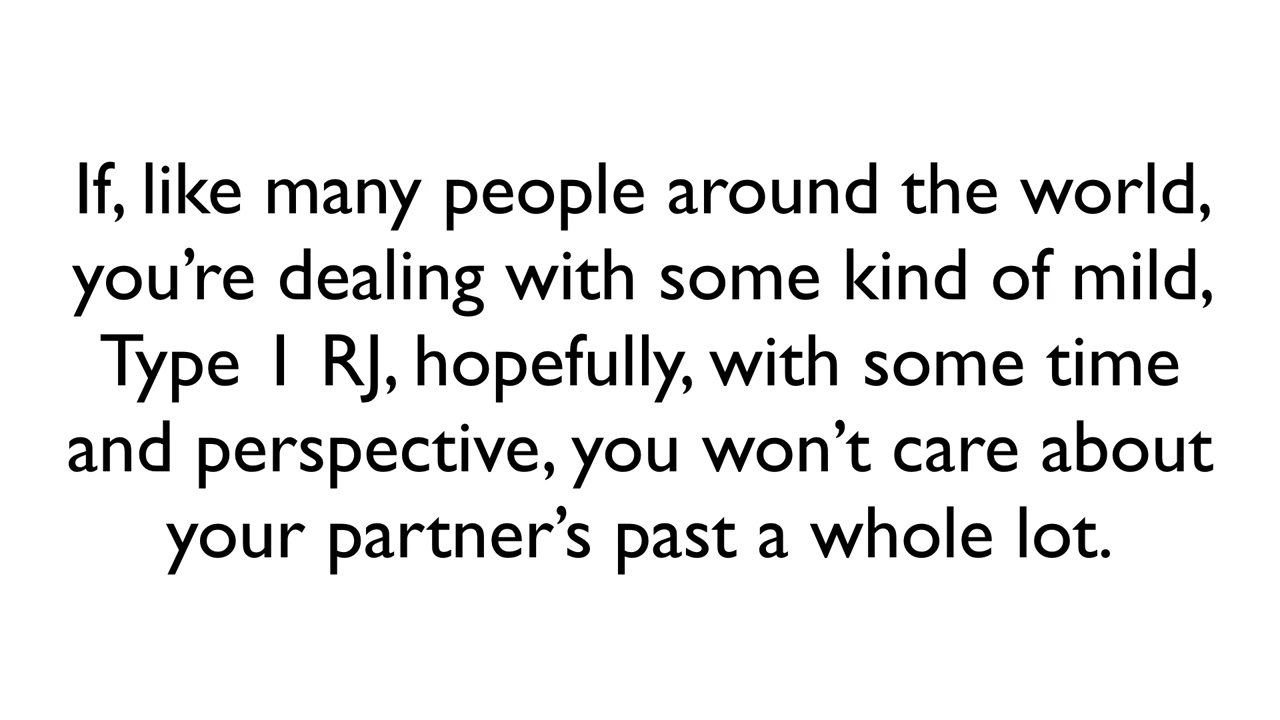 If, like many people around the world,
you’re dealing with some kind of mild,
Type 1 RJ, hopefully, with some time
and perspective, you won’t care about
your partner’s past a whole lot.